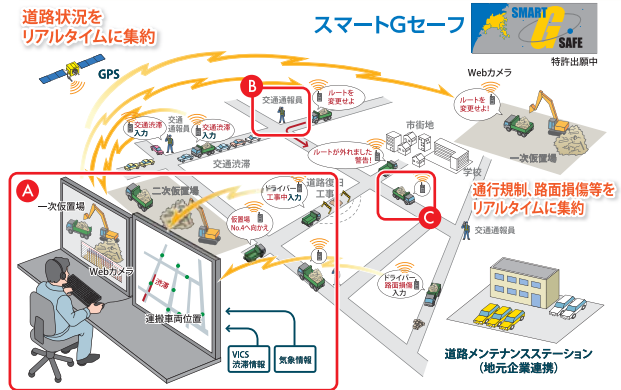 道路状況を
リアルタイムに集約
GPS
スマートGセーフ
SMART
G
SAFE
特許出願中
Webカメラ
ルートを
変更せよ!
一次仮置場
B
交通通報員
ルートを
変更せよ
交通
通報員
交通渋滞
入力
交通渋滞
入力
交通渋滞
ルートが外れました
警告!
市街地
学校
通行規制、路面損傷等を
リアルタイムに集約
A
二次仮置場
ドライバー
工事中入力
道路復旧
工事
C
交通通報員
一次仮置場
仮置場
No.4へ向かえ
Webカメラ
渋滞
運搬車両位置
ドライバー
路面損傷
入力
VICS
渋滞情報
気象情報
道路メンテナンスステーション
(地元企業連携)